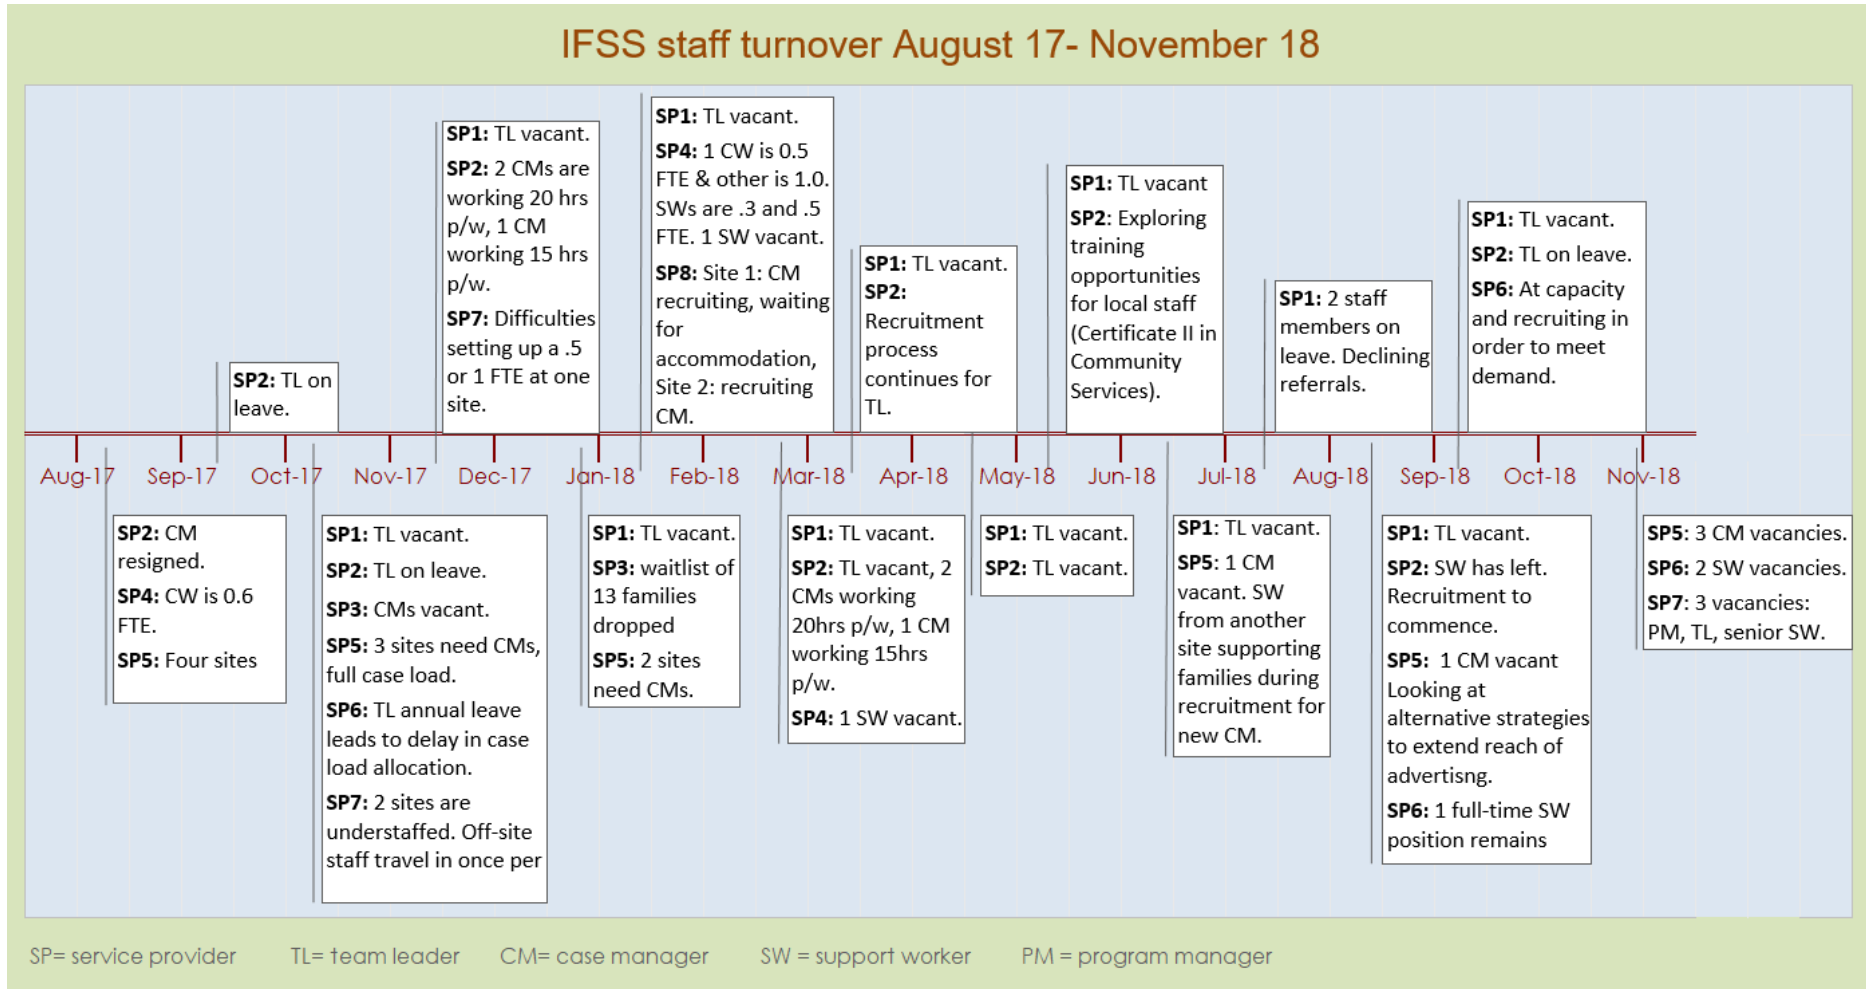 IFSS staff turnover August 17- November 18
SP2: TL on
leave.
SP1: TL vacant.
SP2: 2 CMs are
working 20 hrs
p/w, 1 CM
working 15 hrs
p/w.
SP7: Difficulties
setting up a .5
or 1 FTE at one
site.
SP1: TL vacant.
SP4: 1 CW is 0.5
FTE & other is 1.0.
SWs are .3 and .5
FTE. 1 SW vacant.
SP8: Site 1: CM
recruiting, waiting
for
accommodation,
Site 2: recruiting
CM.
SP1: TL vacant.
SP2:
Recruitment
process
continues for
TL.
SP1: TL vacant
SP2: Exploring
training
opportunities
for local staff
(Certificate II in
Community
Services).
SP1: 2 staff
members on
leave. Declining
referrals.
SP1: TL vacant.
SP2: TL on leave.
SP6: At capacity
and recruiting in
order to meet
demand.
Aug-17 Sep-17 Oct-17 Nov-17 Dec-17 Jan-18 Feb-18 Mar-18 Apr-18 May-18 Jun-18 Jul-18 Aug-18 Sep-18 Oct-18 Nov-18
SP2: CM
resigned.
SP4: CW is 0.6
FTE.
SP5: Four sites
SP1: TL vacant.
SP2: TL on leave.
SP3: CMs vacant.
SP5: 3 sites need CMs,
full case load.
SP6: TL annual leave
leads to delay in case
load allocation.
SP7: 2 sites are
understaffed. Off-site
staff travel in once per
SP1: TL vacant.
SP3: waitlist of
13 families
dropped
SP5: 2 sites
need CMs.
SP1: TL vacant.
SP2: TL vacant, 2
CMs working
20hrs p/w, 1 CM
working 15hrs
p/w.
SP4: 1 SW vacant.
SP1: TL vacant.
SP2: TL vacant.
SP1: TL vacant.
SP5: 1 CM
vacant. SW
from another
site supporting
families during
recruitment for
new CM.
SP1: TL vacant.
SP2: SW has left.
Recruitment to
commence.
SP5: 1 CM vacant
Looking at
alternative strategies
to extend reach of
advertisng.
SP6: 1 full-time SW
position remains
SP5: 3 CM vacancies.
SP6: 2 SW vacancies.
SP7: 3 vacancies:
PM, TL, senior SW.
SP= service provider TL= team leader CM= case manager SW = support worker PM = program manager